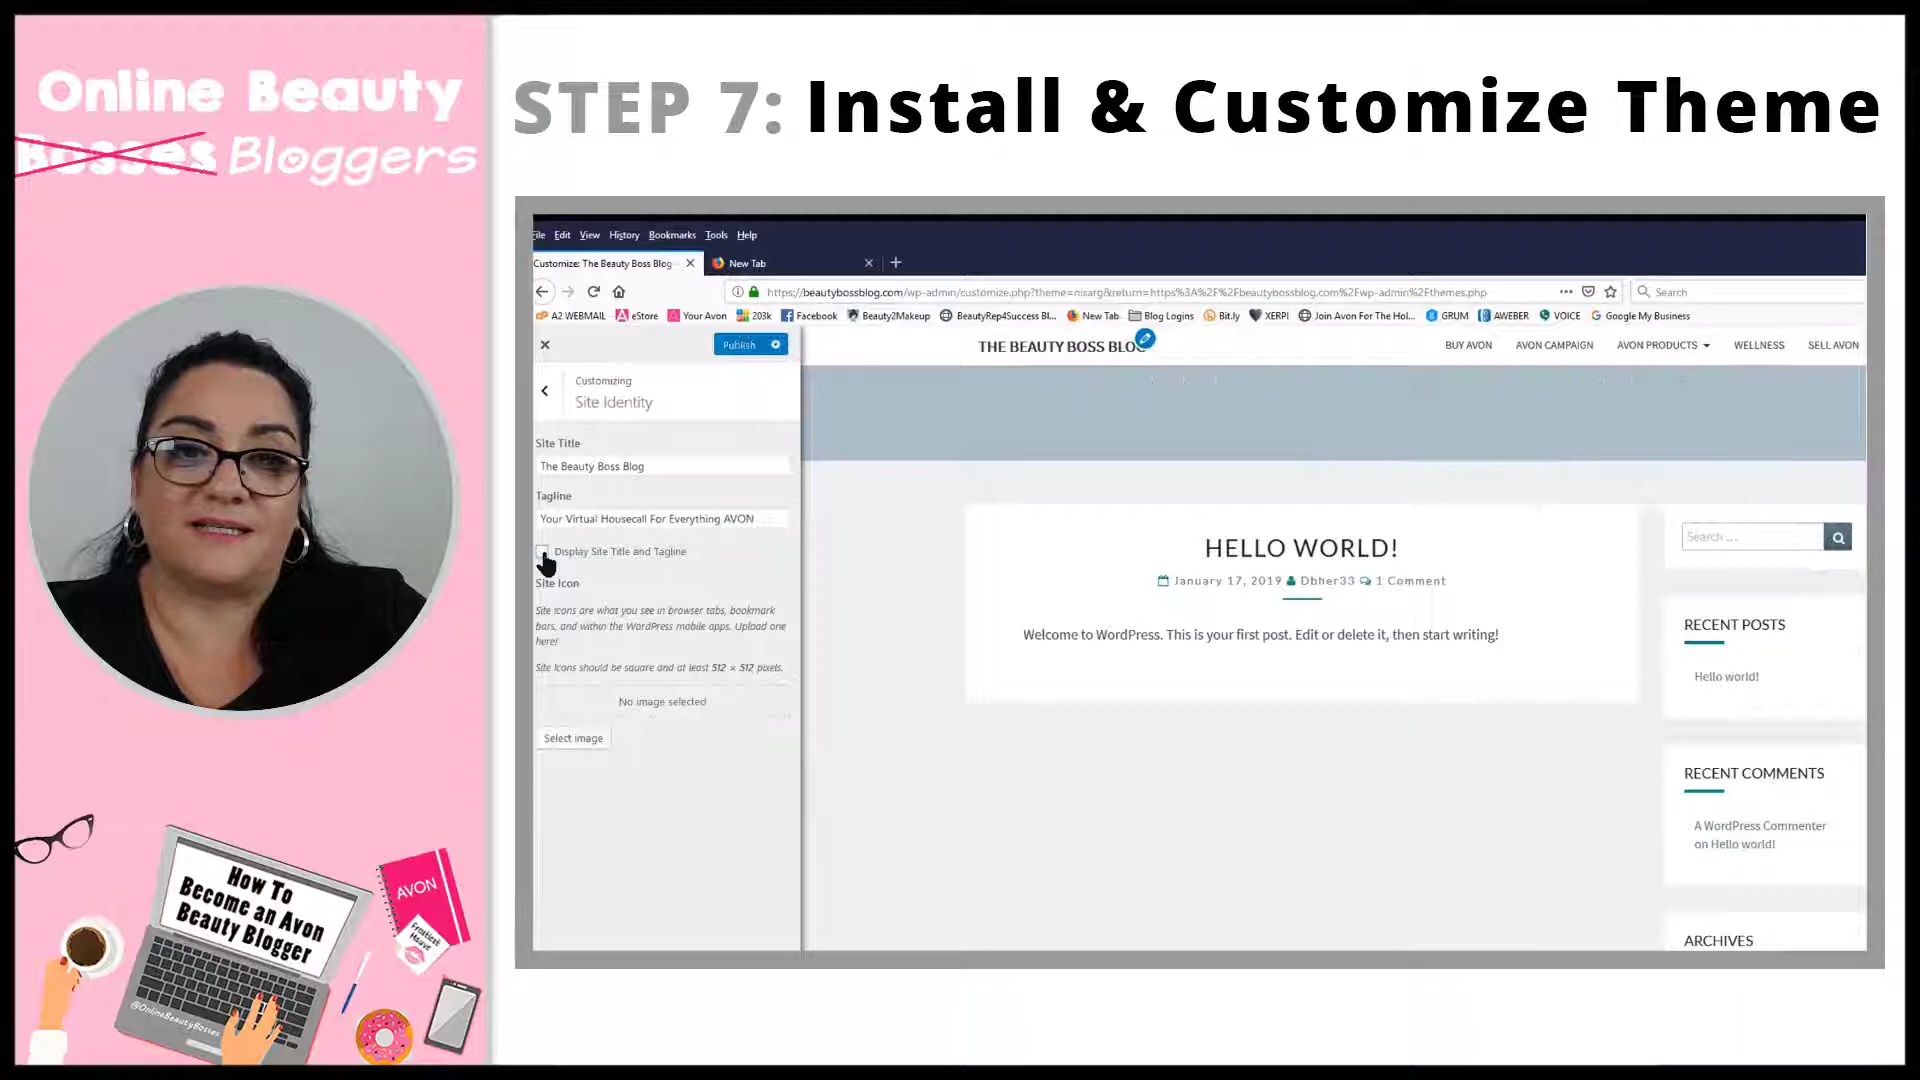 Online Beauty
Bosses Bloggers
STEP 7: Install & Customize Theme
File Edit View History Bookmarks Tools Help
Customize: The Beauty Boss Blog
New Tab
https://beautybossblog.com/wp-admin/customize.php?theme=nisarg&return=https%3A%2F%2Fbeautybossblog.com%2Fwp-admin%2Fthemes.php
Search
A2 WEBMAIL eStore Your Avon 203k Facebook Beauty2Makeup BeautyRep4Success Bl... New Tab Blog Logins Bit.ly XERPI Join Avon For The Hol... GRUM AWEBER VOICE Google My Business
Publish
Customizing
Site Identity
Site Title
The Beauty Boss Blog
Tagline
Your Virtual Housecall For Everything AVON
Display Site Title and Tagline
Site Icon
Site Icons are what you see in browser tabs, bookmark
bars, and within the WordPress mobile apps. Upload one
here!
Site Icons should be square and at least 512 × 512 pixels.
No image selected
Select image
THE BEAUTY BOSS BLOG
BUY AVON AVON CAMPAIGN AVON PRODUCTS WELLNESS SELL AVON
HELLO WORLD!
January 17, 2019 Dbher33 1 Comment
Welcome to WordPress. This is your first post. Edit or delete it, then start writing!
Search ...
RECENT POSTS
Hello world!
RECENT COMMENTS
A WordPress Commenter
on Hello world!
ARCHIVES
How To
Become an Avon
Beauty Blogger
@OnlineBeautyBosses
AVON
Frostiest
Mauve